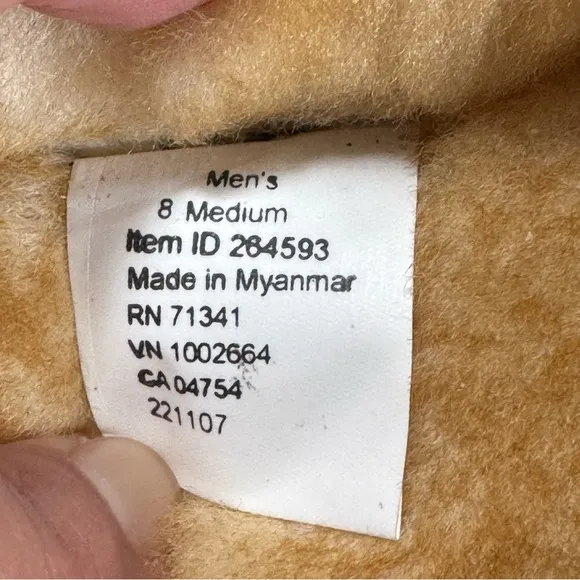 Men's
8 Medium
Item ID 264593
Made in Myanmar
RN 71341
VN 1002664
CA 04754
221107